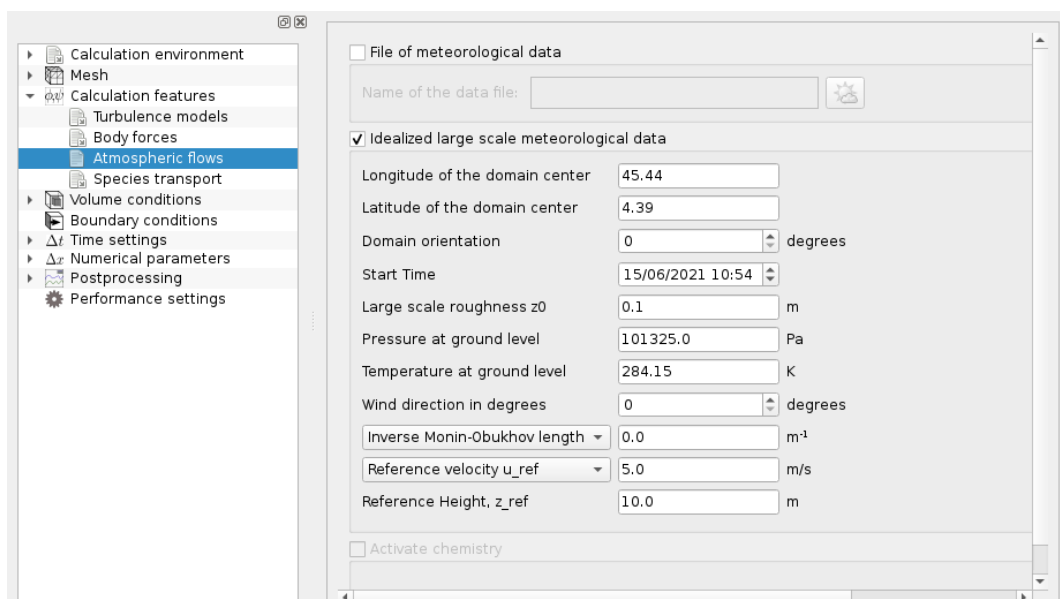 Calculation environment
Mesh
Calculation features
Turbulence models
Body forces
Atmospheric flows
Species transport
Volume conditions
Boundary conditions
Δt Time settings
Δx Numerical parameters
Postprocessing
Performance settings
File of meteorological data
Name of the data file:
Idealized large scale meteorological data
Longitude of the domain center 45.44
Latitude of the domain center 4.39
Domain orientation 0 degrees
Start Time 15/06/2021 10:54
Large scale roughness z0 0.1 m
Pressure at ground level 101325.0 Pa
Temperature at ground level 284.15 K
Wind direction in degrees 0 degrees
Inverse Monin-Obukhov length 0.0 m⁻¹
Reference velocity u_ref 5.0 m/s
Reference Height, z_ref 10.0 m
Activate chemistry